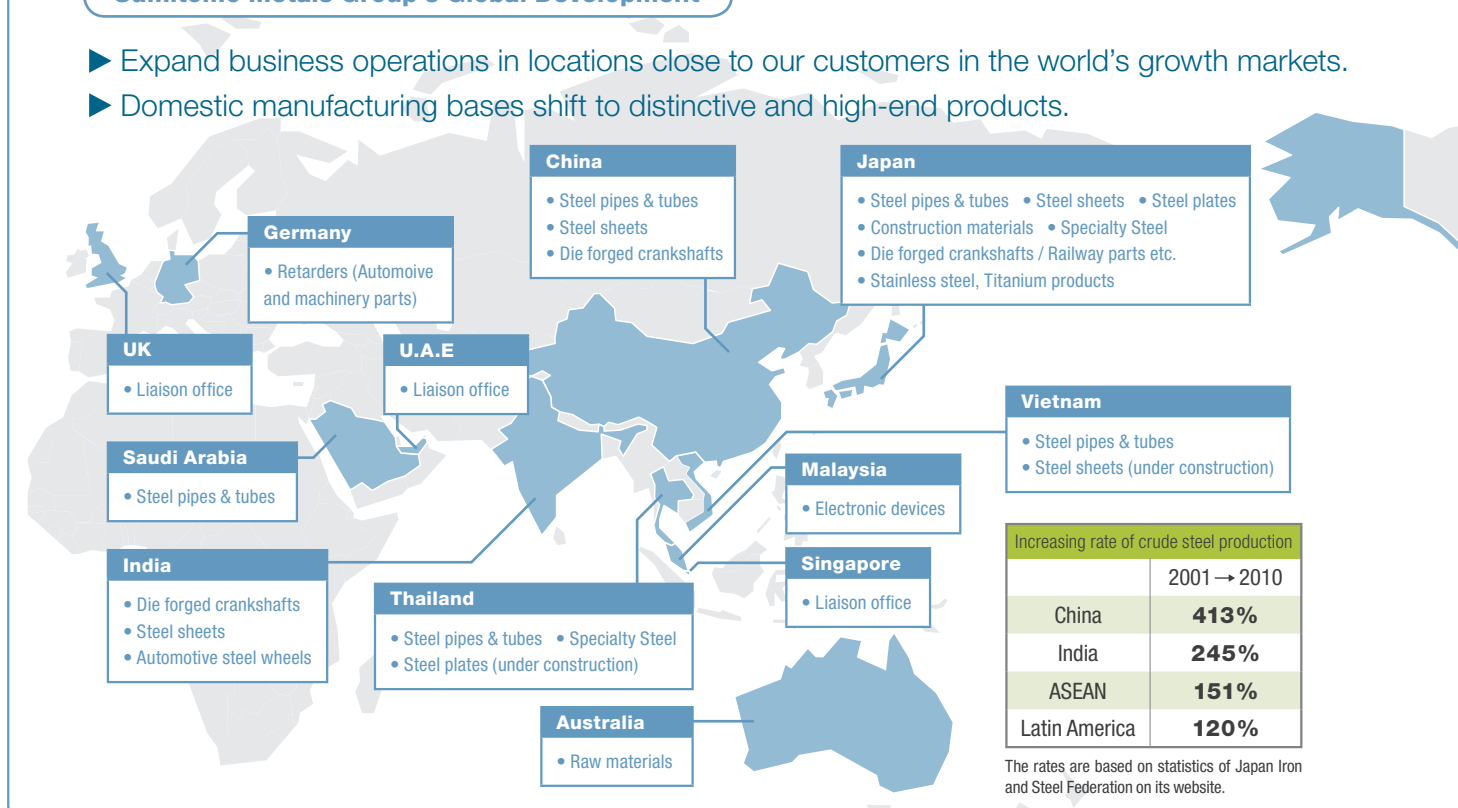 Sumitomo Metals Group's Global Development
▶ Expand business operations in locations close to our customers in the world's growth markets.
▶ Domestic manufacturing bases shift to distinctive and high-end products.
China
• Steel pipes & tubes
• Steel sheets
• Die forged crankshafts
Japan
• Steel pipes & tubes • Steel sheets • Steel plates
• Construction materials • Specialty Steel
• Die forged crankshafts / Railway parts etc.
• Stainless steel, Titanium products
Germany
• Retarders (Automoive
and machinery parts)
UK
• Liaison office
U.A.E
• Liaison office
Saudi Arabia
• Steel pipes & tubes
Vietnam
• Steel pipes & tubes
• Steel sheets (under construction)
Malaysia
• Electronic devices
Singapore
• Liaison office
India
• Die forged crankshafts
• Steel sheets
• Automotive steel wheels
Thailand
• Steel pipes & tubes • Specialty Steel
• Steel plates (under construction)
Australia
• Raw materials
Increasing rate of crude steel production
2001→2010
China 413%
India 245%
ASEAN 151%
Latin America 120%
The rates are based on statistics of Japan Iron
and Steel Federation on its website.